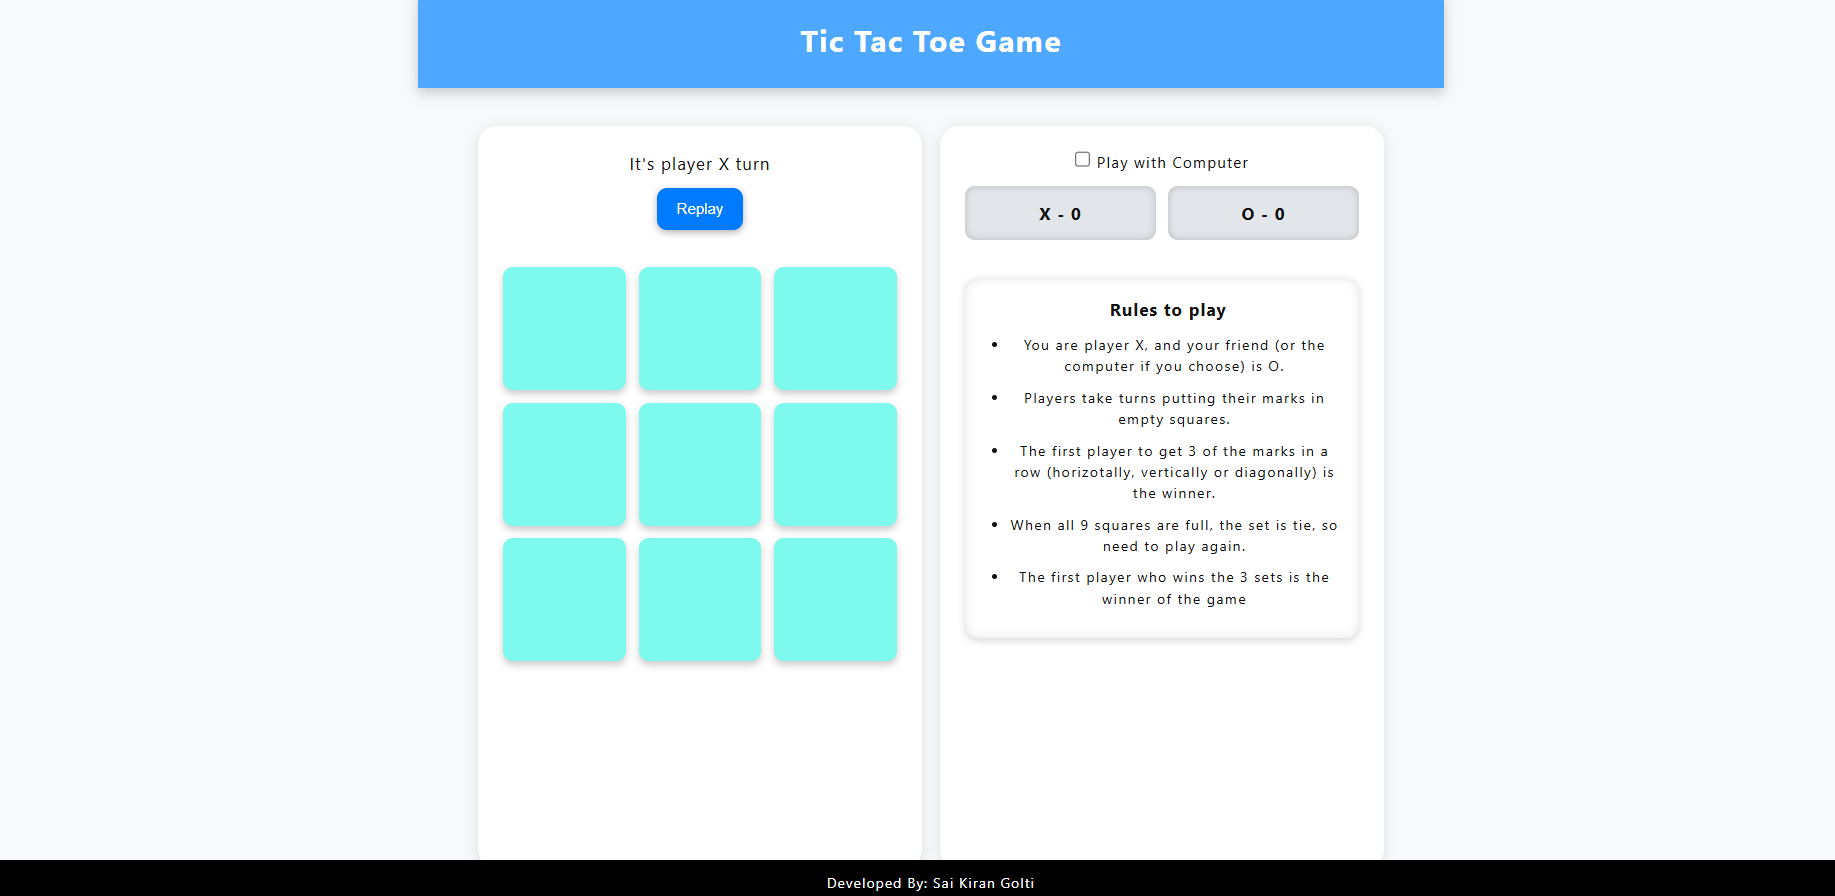 Tic Tac Toe Game
It's player X turn
Replay
Play with Computer
X - 0
O - 0
Rules to play
You are player X, and your friend (or the
computer if you choose) is O.
Players take turns putting their marks in
empty squares.
The first player to get 3 of the marks in a
row (horizotally, vertically or diagonally) is
the winner.
When all 9 squares are full, the set is tie, so
need to play again.
The first player who wins the 3 sets is the
winner of the game
Developed By: Sai Kiran Golti